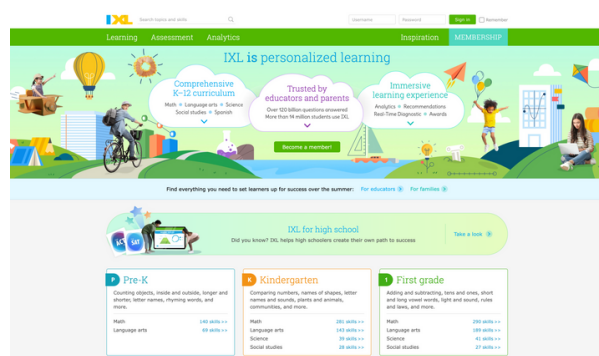 IXL
Search topics and skills
Username
Password
Sign in
Remember
Learning
Assessment
Analytics
Inspiration
MEMBERSHIP
IXL is personalized learning
Comprehensive
K-12 curriculum
Math Language arts Science
Social studies Spanish
Trusted by
educators and parents
Over 120 billion questions answered
More than 14 million students use IXL
Immersive
learning experience
Analytics Recommendations
Real-Time Diagnostic Awards
Become a member!
Find everything you need to set learners up for success over the summer: For educators For families
ACT
SAT
IXL for high school
Did you know? IXL helps high schoolers create their own path to success
Take a look
P Pre-K
Counting objects, inside and outside, longer and
shorter, letter names, rhyming words, and
more.
Math 140 skills >>
Language arts 69 skills >>
K Kindergarten
Comparing numbers, names of shapes, letter
names and sounds, plants and animals,
communities, and more.
Math 281 skills >>
Language arts 143 skills >>
Science 39 skills >>
Social studies 28 skills >>
1 First grade
Adding and subtracting, tens and ones, short
and long vowel words, light and sound, rules
and laws, and more.
Math 290 skills >>
Language arts 189 skills >>
Science 41 skills >>
Social studies 27 skills >>